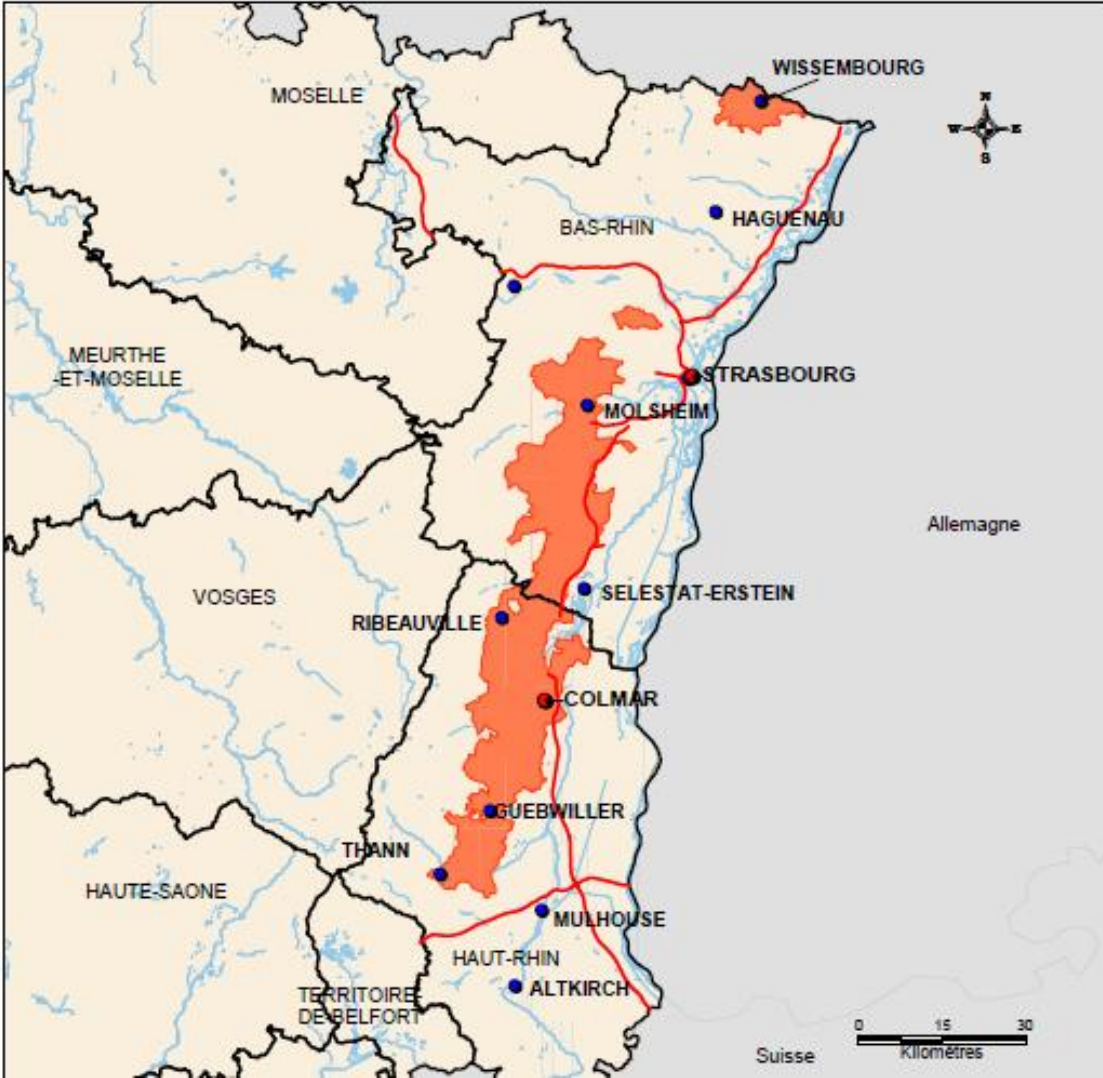 WISSEMBOURG
MOSELLE
N
W E
S
HAGUENAU
BAS-RHIN
MEURTHE
-ET-MOSELLE
STRASBOURG
MOLSHEIM
Allemagne
VOSGES
SELESTAT-ERSTEIN
RIBEAUVILLE
COLMAR
GUEBWILLER
THANN
HAUTE-SAONE
MULHOUSE
HAUT-RHIN
ALTKIRCH
TERRITOIRE
DE-BELFORT
0 15 30
Kilomètres
Suisse